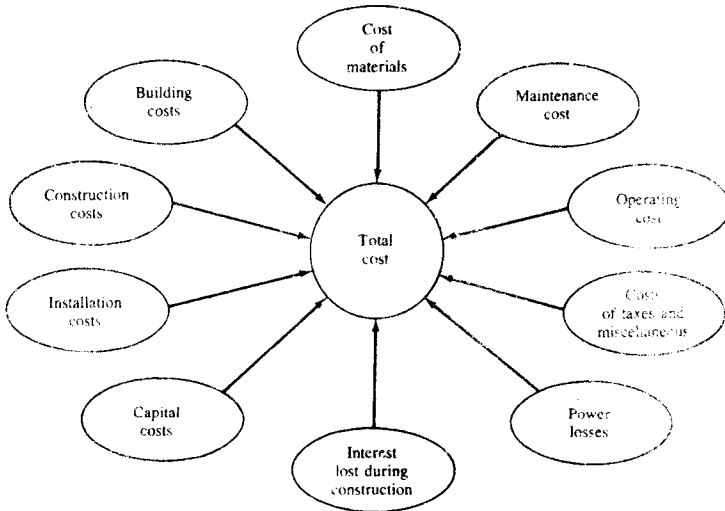 Cost
of
materials
Building
costs
Maintenance
cost
Construction
costs
Operating
cost
Total
cost
Installation
costs
Costs
of taxes and
miscellaneous
Capital
costs
Power
losses
Interest
lost during
construction